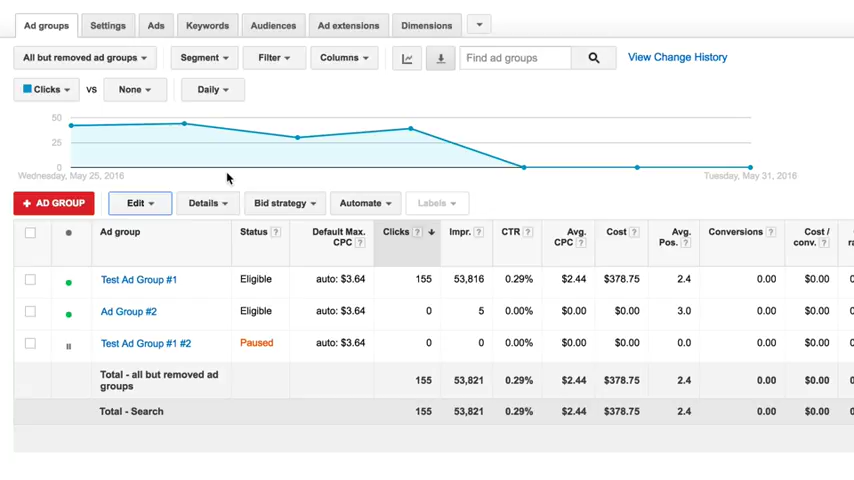 Ad groups Settings Ads Keywords Audiences Ad extensions Dimensions
All but removed ad groups Segment Filter Columns Find ad groups View Change History
Clicks VS None Daily
50
25
0
Wednesday, May 25, 2016 Tuesday, May 31, 2016
+ AD GROUP Edit Details Bid strategy Automate Labels
Ad group Status ? Default Max. CPC ? Clicks ? Impr. ? CTR ? Avg. CPC ? Cost ? Avg. Pos. ? Conversions ? Cost / conv. ?
Test Ad Group #1 Eligible auto: $3.64 155 53,816 0.29% $2.44 $378.75 2.4 0.00 $0.00
Ad Group #2 Eligible auto: $3.64 0 5 0.00% $0.00 $0.00 3.0 0.00 $0.00
Test Ad Group #1 #2 Paused auto: $3.64 0 0 0.00% $0.00 $0.00 0.0 0.00 $0.00
Total - all but removed ad groups 155 53,821 0.29% $2.44 $378.75 2.4 0.00 $0.00
Total - Search 155 53,821 0.29% $2.44 $378.75 2.4 0.00 $0.00